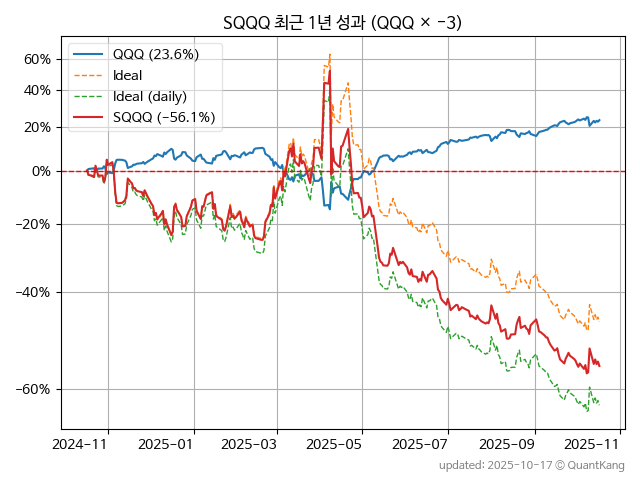 SQQQ 최근 1년 성과 (QQQ × −3)
QQQ (23.6%)
Ideal
Ideal (daily)
SQQQ (−56.1%)
60%
40%
20%
0%
−20%
−40%
−60%
2024-11
2025-01
2025-03
2025-05
2025-07
2025-09
2025-11
updated: 2025-10-17 © QuantKang